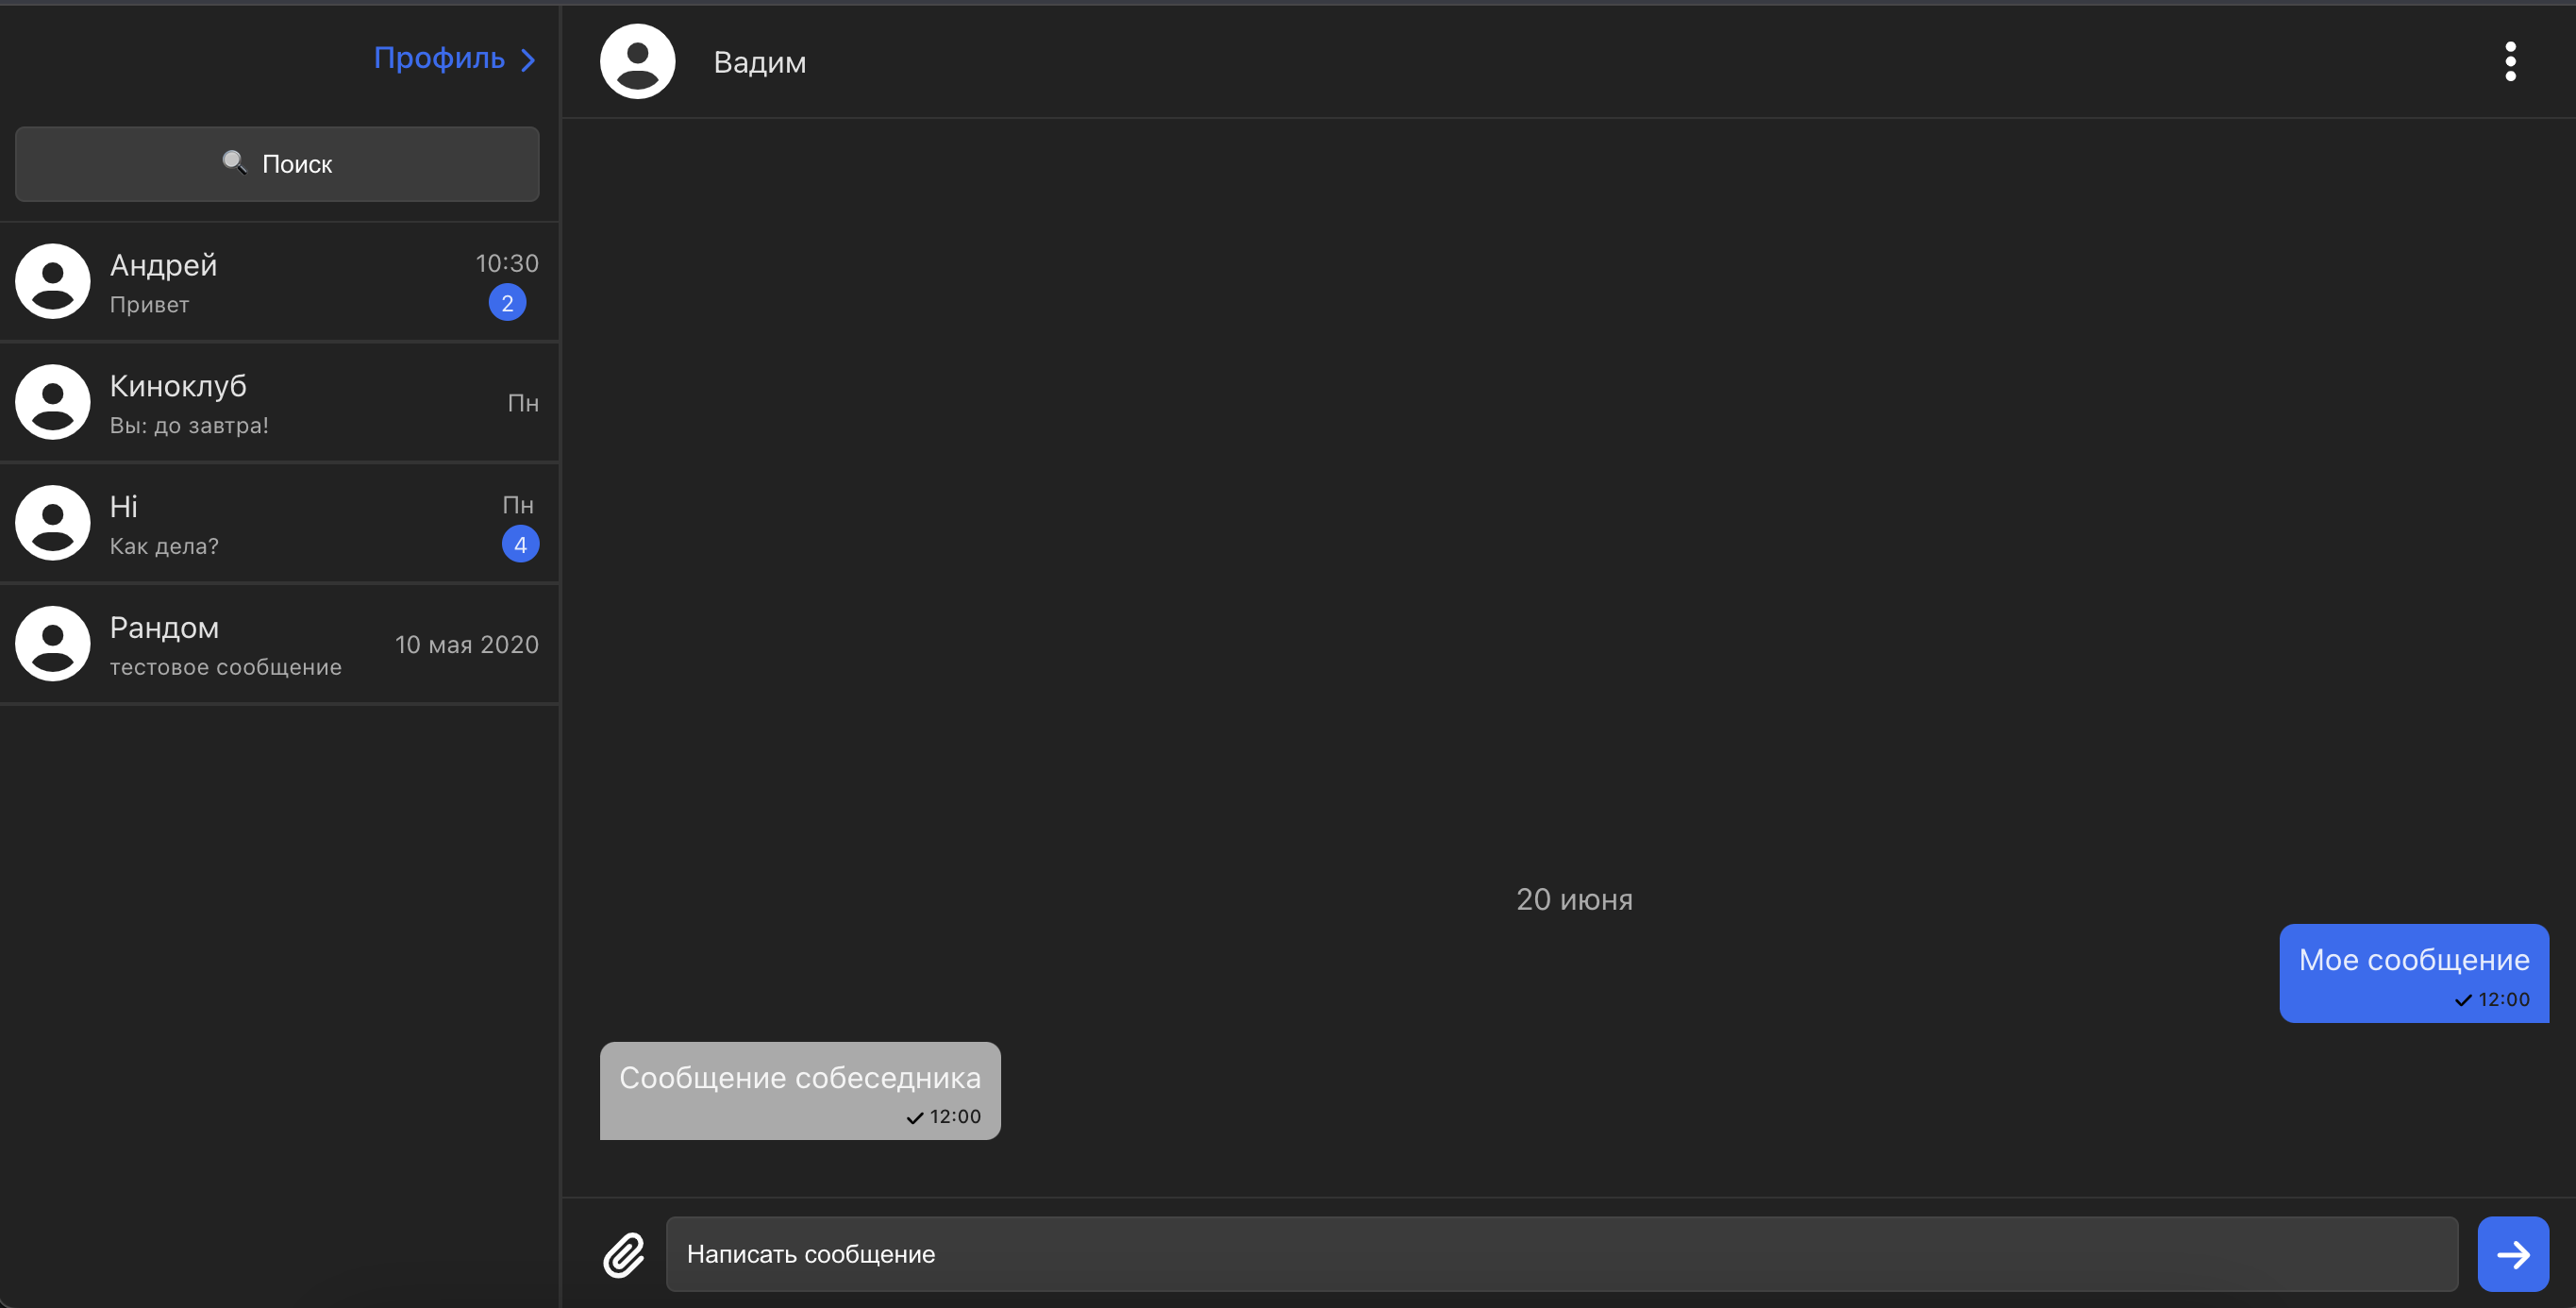 Профиль
Поиск
Андрей
10:30
Привет
2
Киноклуб
Вы: до завтра!
Пн
Hi
Пн
Как дела?
4
Рандом
тестовое сообщение
10 мая 2020
Вадим
20 июня
Мое сообщение
12:00
Сообщение собеседника
12:00
Написать сообщение